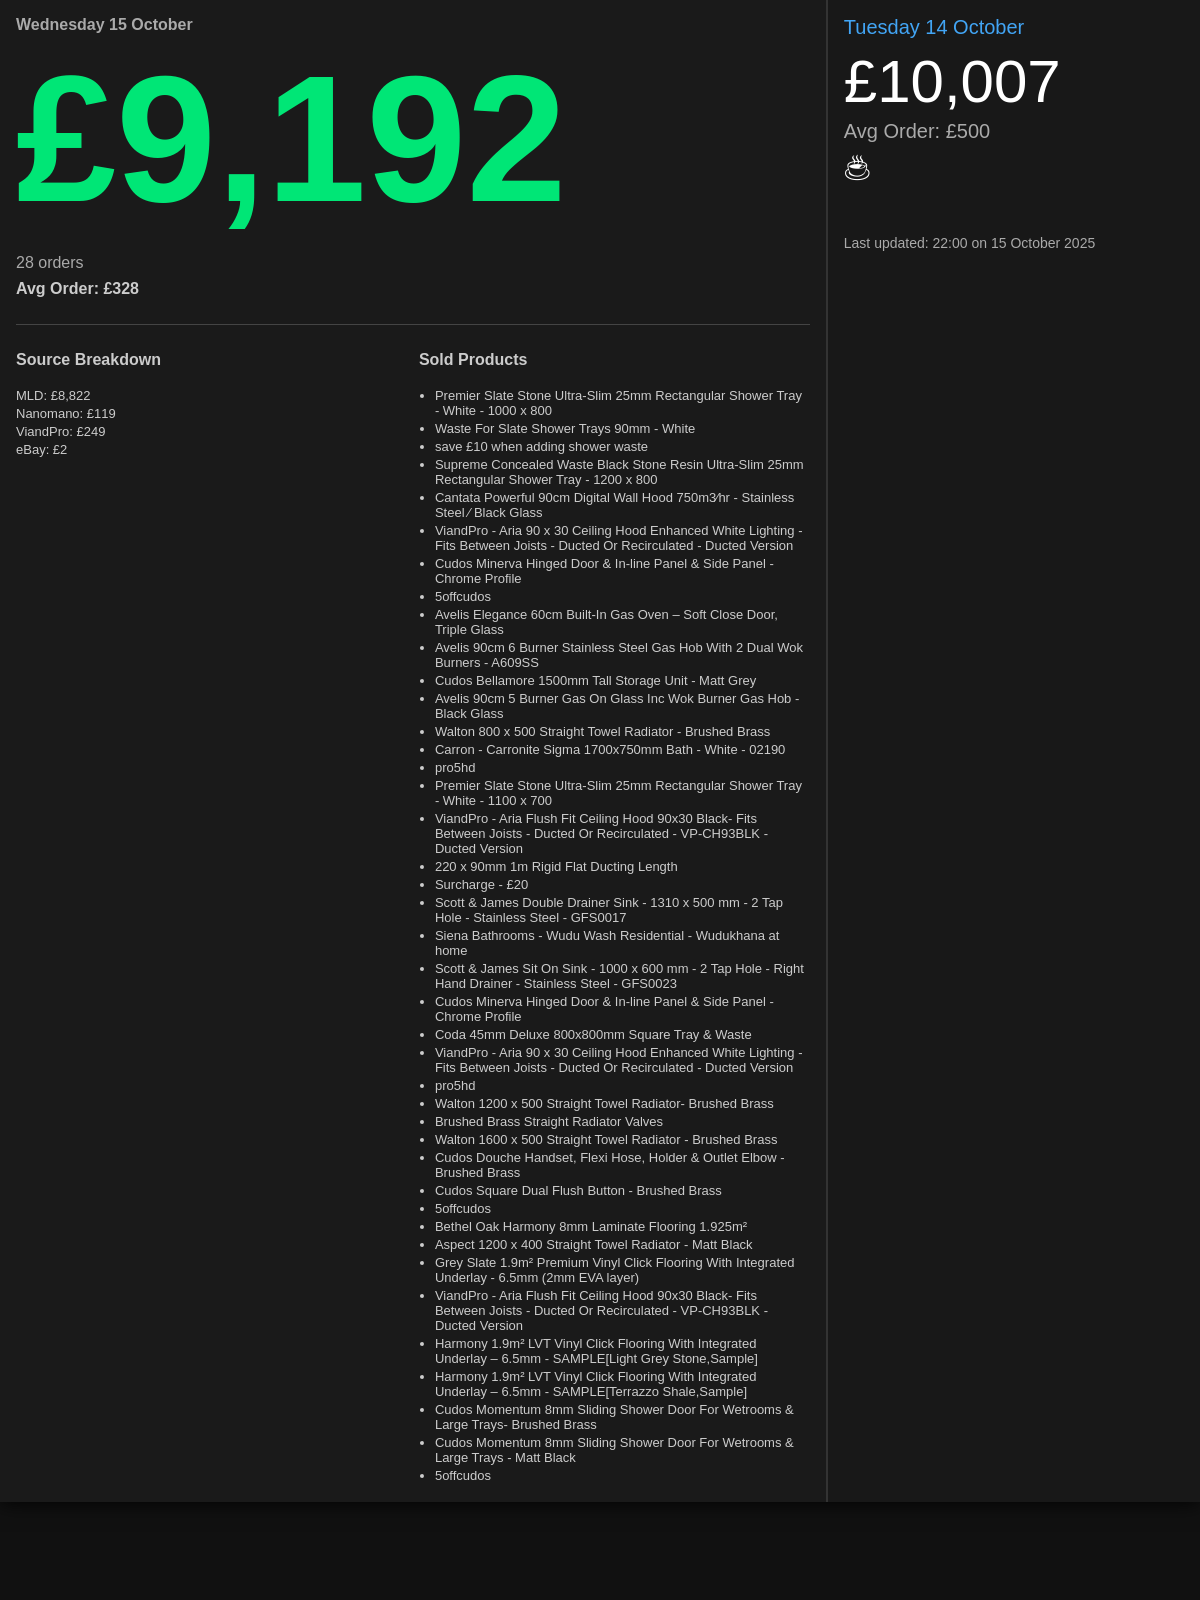 Wednesday 15 October
£9,192
28 orders
Avg Order: £328
Source Breakdown
MLD: £8,822
Nanomano: £119
ViandPro: £249
eBay: £2
Sold Products
Premier Slate Stone Ultra-Slim 25mm Rectangular Shower Tray
- White - 1000 x 800
Waste For Slate Shower Trays 90mm - White
save £10 when adding shower waste
Supreme Concealed Waste Black Stone Resin Ultra-Slim 25mm
Rectangular Shower Tray - 1200 x 800
Cantata Powerful 90cm Digital Wall Hood 750m3⁄hr - Stainless
Steel ⁄ Black Glass
ViandPro - Aria 90 x 30 Ceiling Hood Enhanced White Lighting -
Fits Between Joists - Ducted Or Recirculated - Ducted Version
Cudos Minerva Hinged Door & In-line Panel & Side Panel -
Chrome Profile
5offcudos
Avelis Elegance 60cm Built-In Gas Oven – Soft Close Door,
Triple Glass
Avelis 90cm 6 Burner Stainless Steel Gas Hob With 2 Dual Wok
Burners - A609SS
Cudos Bellamore 1500mm Tall Storage Unit - Matt Grey
Avelis 90cm 5 Burner Gas On Glass Inc Wok Burner Gas Hob -
Black Glass
Walton 800 x 500 Straight Towel Radiator - Brushed Brass
Carron - Carronite Sigma 1700x750mm Bath - White - 02190
pro5hd
Premier Slate Stone Ultra-Slim 25mm Rectangular Shower Tray
- White - 1100 x 700
ViandPro - Aria Flush Fit Ceiling Hood 90x30 Black- Fits
Between Joists - Ducted Or Recirculated - VP-CH93BLK -
Ducted Version
220 x 90mm 1m Rigid Flat Ducting Length
Surcharge - £20
Scott & James Double Drainer Sink - 1310 x 500 mm - 2 Tap
Hole - Stainless Steel - GFS0017
Siena Bathrooms - Wudu Wash Residential - Wudukhana at
home
Scott & James Sit On Sink - 1000 x 600 mm - 2 Tap Hole - Right
Hand Drainer - Stainless Steel - GFS0023
Cudos Minerva Hinged Door & In-line Panel & Side Panel -
Chrome Profile
Coda 45mm Deluxe 800x800mm Square Tray & Waste
ViandPro - Aria 90 x 30 Ceiling Hood Enhanced White Lighting -
Fits Between Joists - Ducted Or Recirculated - Ducted Version
pro5hd
Walton 1200 x 500 Straight Towel Radiator- Brushed Brass
Brushed Brass Straight Radiator Valves
Walton 1600 x 500 Straight Towel Radiator - Brushed Brass
Cudos Douche Handset, Flexi Hose, Holder & Outlet Elbow -
Brushed Brass
Cudos Square Dual Flush Button - Brushed Brass
5offcudos
Bethel Oak Harmony 8mm Laminate Flooring 1.925m²
Aspect 1200 x 400 Straight Towel Radiator - Matt Black
Grey Slate 1.9m² Premium Vinyl Click Flooring With Integrated
Underlay - 6.5mm (2mm EVA layer)
ViandPro - Aria Flush Fit Ceiling Hood 90x30 Black- Fits
Between Joists - Ducted Or Recirculated - VP-CH93BLK -
Ducted Version
Harmony 1.9m² LVT Vinyl Click Flooring With Integrated
Underlay – 6.5mm - SAMPLE[Light Grey Stone,Sample]
Harmony 1.9m² LVT Vinyl Click Flooring With Integrated
Underlay – 6.5mm - SAMPLE[Terrazzo Shale,Sample]
Cudos Momentum 8mm Sliding Shower Door For Wetrooms &
Large Trays- Brushed Brass
Cudos Momentum 8mm Sliding Shower Door For Wetrooms &
Large Trays - Matt Black
5offcudos
Tuesday 14 October
£10,007
Avg Order: £500
Last updated: 22:00 on 15 October 2025